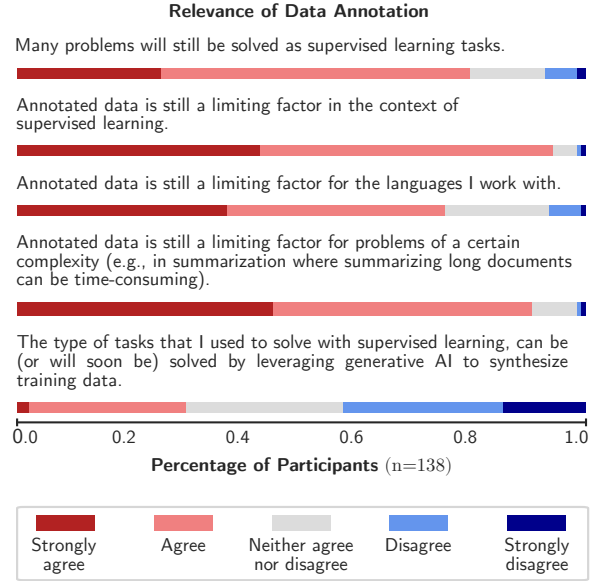 Relevance of Data Annotation
Many problems will still be solved as supervised learning tasks.
Annotated data is still a limiting factor in the context of
supervised learning.
Annotated data is still a limiting factor for the languages I work with.
Annotated data is still a limiting factor for problems of a certain
complexity (e.g., in summarization where summarizing long documents
can be time-consuming).
The type of tasks that I used to solve with supervised learning, can be
(or will soon be) solved by leveraging generative AI to synthesize
training data.
0.0 0.2 0.4 0.6 0.8 1.0
Percentage of Participants (n=138)
Strongly agree
Agree
Neither agree nor disagree
Disagree
Strongly disagree